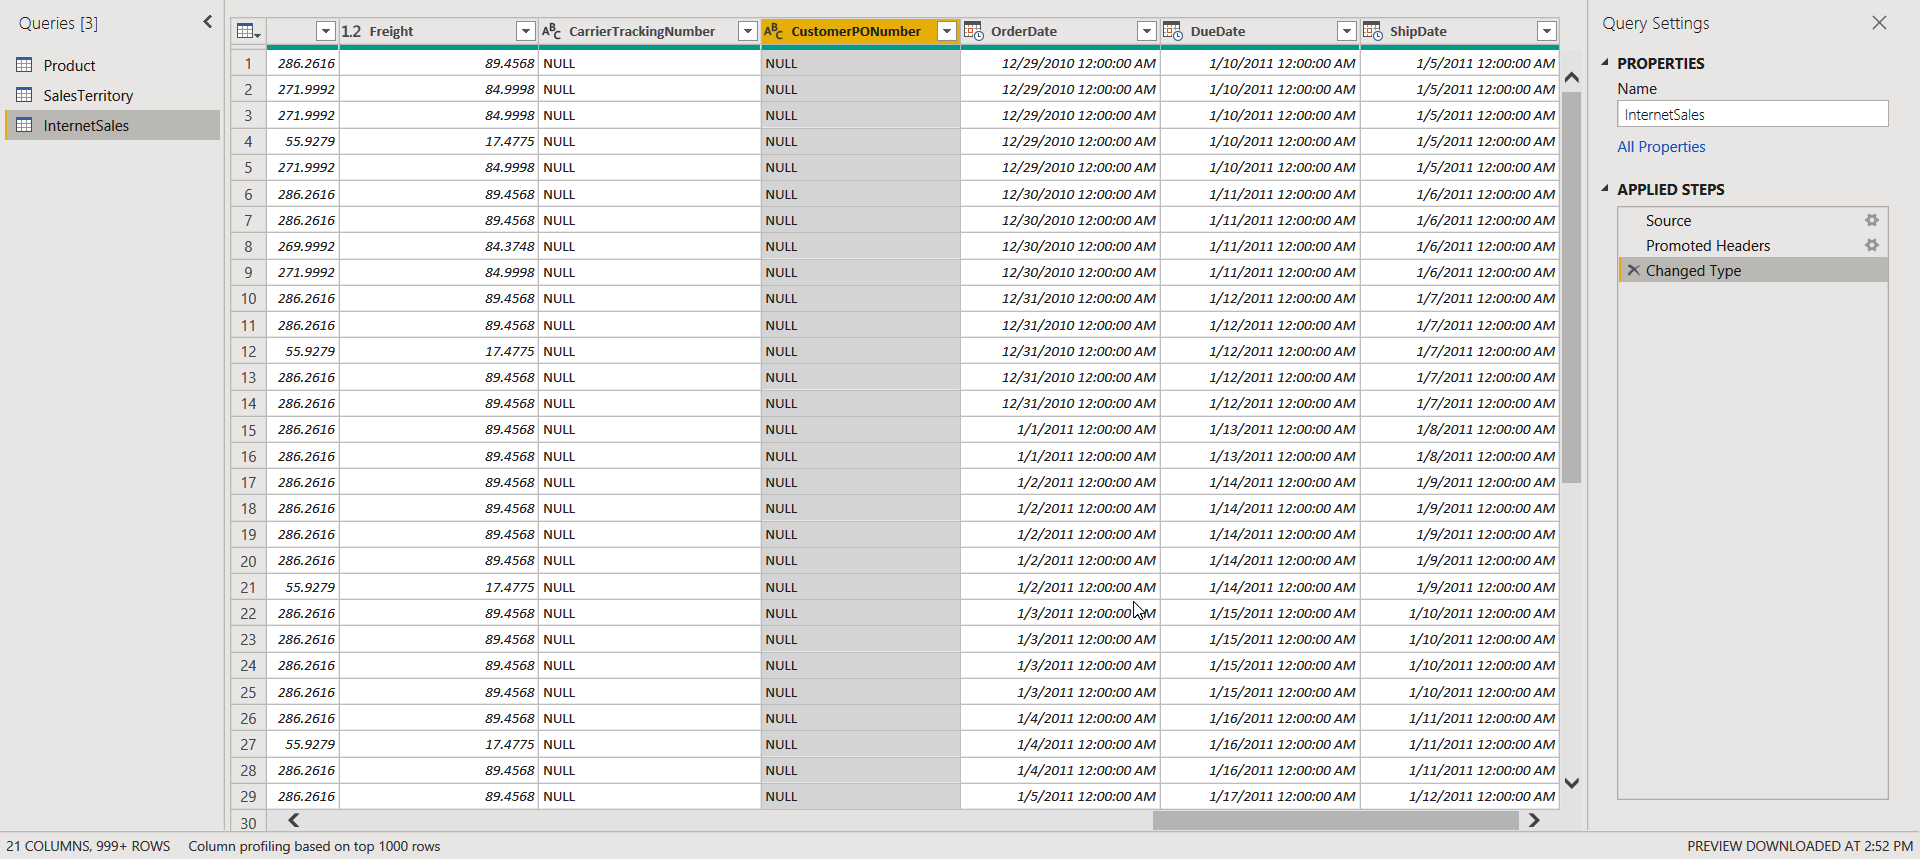 Queries [3]
Product
SalesTerritory
InternetSales
1.2 Freight ABC CarrierTrackingNumber ABC CustomerPONumber OrderDate DueDate ShipDate
1 286.2616 89.4568 NULL NULL 12/29/2010 12:00:00 AM 1/10/2011 12:00:00 AM 1/5/2011 12:00:00 AM
2 271.9992 84.9998 NULL NULL 12/29/2010 12:00:00 AM 1/10/2011 12:00:00 AM 1/5/2011 12:00:00 AM
3 271.9992 84.9998 NULL NULL 12/29/2010 12:00:00 AM 1/10/2011 12:00:00 AM 1/5/2011 12:00:00 AM
4 55.9279 17.4775 NULL NULL 12/29/2010 12:00:00 AM 1/10/2011 12:00:00 AM 1/5/2011 12:00:00 AM
5 271.9992 84.9998 NULL NULL 12/29/2010 12:00:00 AM 1/10/2011 12:00:00 AM 1/5/2011 12:00:00 AM
6 286.2616 89.4568 NULL NULL 12/30/2010 12:00:00 AM 1/11/2011 12:00:00 AM 1/6/2011 12:00:00 AM
7 286.2616 89.4568 NULL NULL 12/30/2010 12:00:00 AM 1/11/2011 12:00:00 AM 1/6/2011 12:00:00 AM
8 269.9992 84.3748 NULL NULL 12/30/2010 12:00:00 AM 1/11/2011 12:00:00 AM 1/6/2011 12:00:00 AM
9 271.9992 84.9998 NULL NULL 12/30/2010 12:00:00 AM 1/11/2011 12:00:00 AM 1/6/2011 12:00:00 AM
10 286.2616 89.4568 NULL NULL 12/31/2010 12:00:00 AM 1/12/2011 12:00:00 AM 1/7/2011 12:00:00 AM
11 286.2616 89.4568 NULL NULL 12/31/2010 12:00:00 AM 1/12/2011 12:00:00 AM 1/7/2011 12:00:00 AM
12 55.9279 17.4775 NULL NULL 12/31/2010 12:00:00 AM 1/12/2011 12:00:00 AM 1/7/2011 12:00:00 AM
13 286.2616 89.4568 NULL NULL 12/31/2010 12:00:00 AM 1/12/2011 12:00:00 AM 1/7/2011 12:00:00 AM
14 286.2616 89.4568 NULL NULL 12/31/2010 12:00:00 AM 1/12/2011 12:00:00 AM 1/7/2011 12:00:00 AM
15 286.2616 89.4568 NULL NULL 1/1/2011 12:00:00 AM 1/13/2011 12:00:00 AM 1/8/2011 12:00:00 AM
16 286.2616 89.4568 NULL NULL 1/1/2011 12:00:00 AM 1/13/2011 12:00:00 AM 1/8/2011 12:00:00 AM
17 286.2616 89.4568 NULL NULL 1/2/2011 12:00:00 AM 1/14/2011 12:00:00 AM 1/9/2011 12:00:00 AM
18 286.2616 89.4568 NULL NULL 1/2/2011 12:00:00 AM 1/14/2011 12:00:00 AM 1/9/2011 12:00:00 AM
19 286.2616 89.4568 NULL NULL 1/2/2011 12:00:00 AM 1/14/2011 12:00:00 AM 1/9/2011 12:00:00 AM
20 286.2616 89.4568 NULL NULL 1/2/2011 12:00:00 AM 1/14/2011 12:00:00 AM 1/9/2011 12:00:00 AM
21 55.9279 17.4775 NULL NULL 1/2/2011 12:00:00 AM 1/14/2011 12:00:00 AM 1/9/2011 12:00:00 AM
22 286.2616 89.4568 NULL NULL 1/3/2011 12:00:00 AM 1/15/2011 12:00:00 AM 1/10/2011 12:00:00 AM
23 286.2616 89.4568 NULL NULL 1/3/2011 12:00:00 AM 1/15/2011 12:00:00 AM 1/10/2011 12:00:00 AM
24 286.2616 89.4568 NULL NULL 1/3/2011 12:00:00 AM 1/15/2011 12:00:00 AM 1/10/2011 12:00:00 AM
25 286.2616 89.4568 NULL NULL 1/3/2011 12:00:00 AM 1/15/2011 12:00:00 AM 1/10/2011 12:00:00 AM
26 286.2616 89.4568 NULL NULL 1/4/2011 12:00:00 AM 1/16/2011 12:00:00 AM 1/11/2011 12:00:00 AM
27 55.9279 17.4775 NULL NULL 1/4/2011 12:00:00 AM 1/16/2011 12:00:00 AM 1/11/2011 12:00:00 AM
28 286.2616 89.4568 NULL NULL 1/4/2011 12:00:00 AM 1/16/2011 12:00:00 AM 1/11/2011 12:00:00 AM
29 286.2616 89.4568 NULL NULL 1/5/2011 12:00:00 AM 1/17/2011 12:00:00 AM 1/12/2011 12:00:00 AM
30
Query Settings
PROPERTIES
Name
InternetSales
All Properties
APPLIED STEPS
Source
Promoted Headers
Changed Type
21 COLUMNS, 999+ ROWS Column profiling based on top 1000 rows
PREVIEW DOWNLOADED AT 2:52 PM